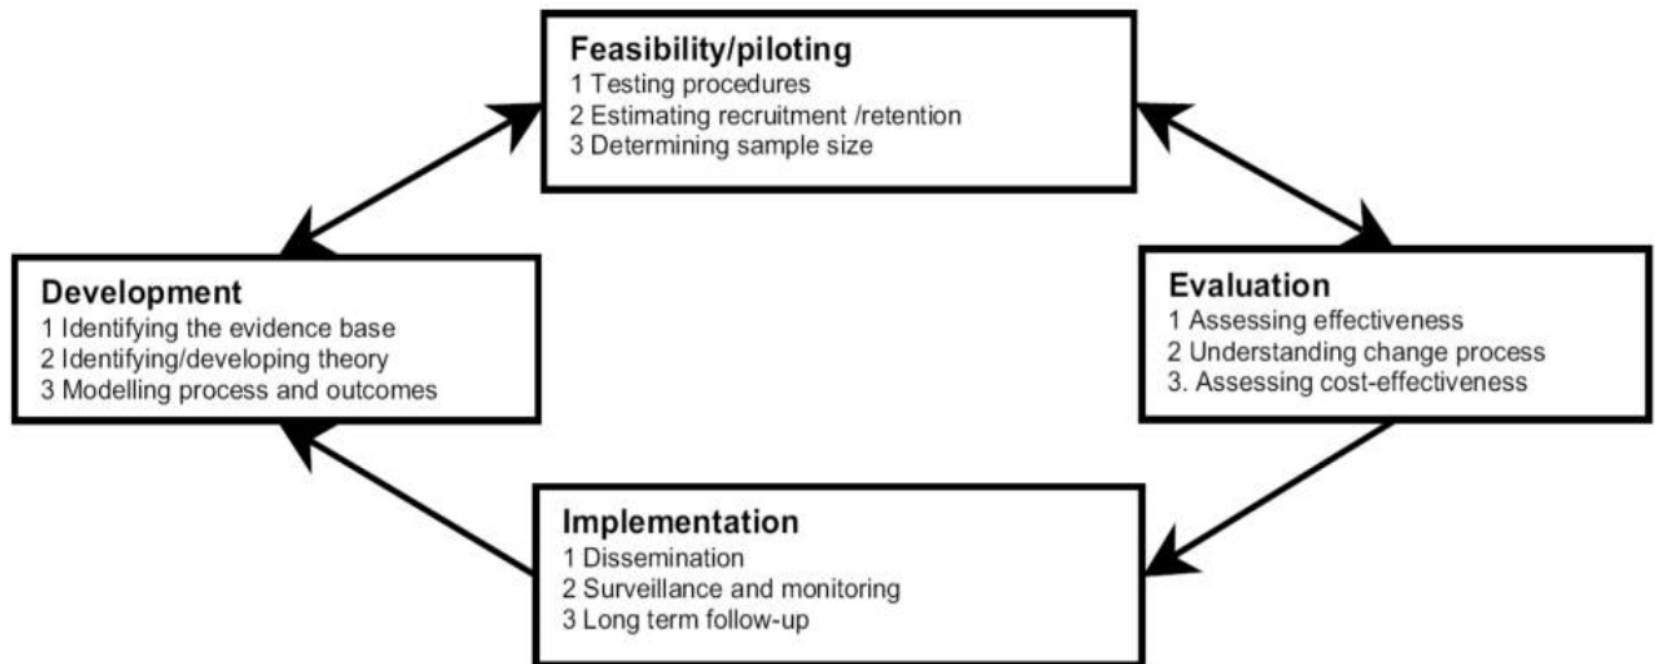 Feasibility/piloting
1 Testing procedures
2 Estimating recruitment /retention
3 Determining sample size
Development
1 Identifying the evidence base
2 Identifying/developing theory
3 Modelling process and outcomes
Evaluation
1 Assessing effectiveness
2 Understanding change process
3. Assessing cost-effectiveness
Implementation
1 Dissemination
2 Surveillance and monitoring
3 Long term follow-up